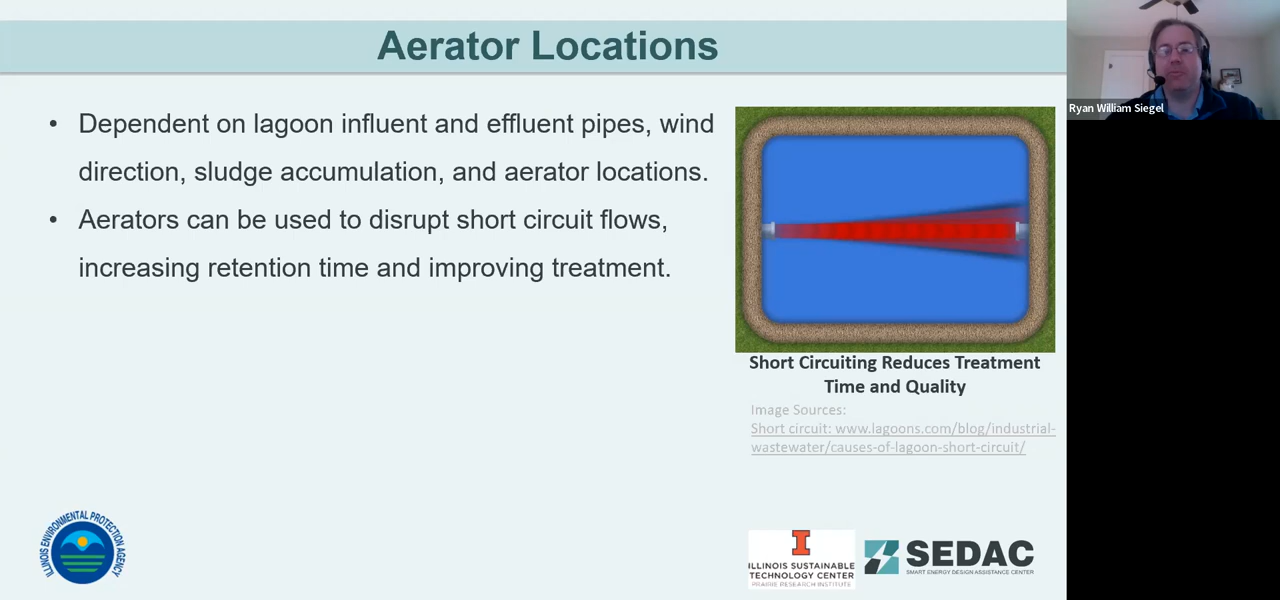 Aerator Locations
• Dependent on lagoon influent and effluent pipes, wind
direction, sludge accumulation, and aerator locations.
• Aerators can be used to disrupt short circuit flows,
increasing retention time and improving treatment.
Short Circuiting Reduces Treatment
Time and Quality
Image Sources:
Short circuit: www.lagoons.com/blog/industrial-
wastewater/causes-of-lagoon-short-circuit/
ILLINOIS ENVIRONMENTAL PROTECTION AGENCY
ILLINOIS SUSTAINABLE
TECHNOLOGY CENTER
PRAIRIE RESEARCH INSTITUTE
SEDAC
SMART ENERGY DESIGN ASSISTANCE CENTER
Ryan William Siegel